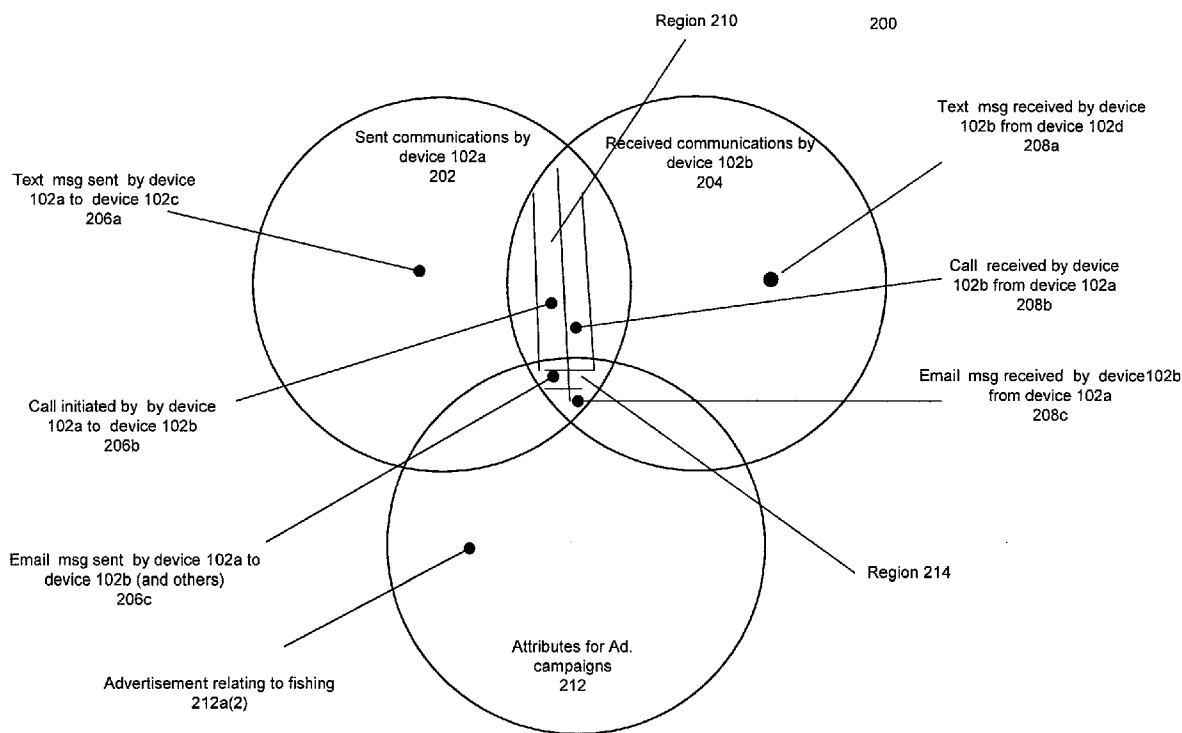 Region 210
200
Sent communications by
device 102a
202
Received communications by
device 102b
204
Text msg received by device
102b from device 102d
208a
Text msg sent by device
102a to device 102c
206a
Call received by device
102b from device 102a
208b
Call initiated by by device
102a to device 102b
206b
Email msg received by device102b
from device 102a
208c
Email msg sent by device 102a to
device 102b (and others)
206c
Region 214
Attributes for Ad.
campaigns
212
Advertisement relating to fishing
212a(2)